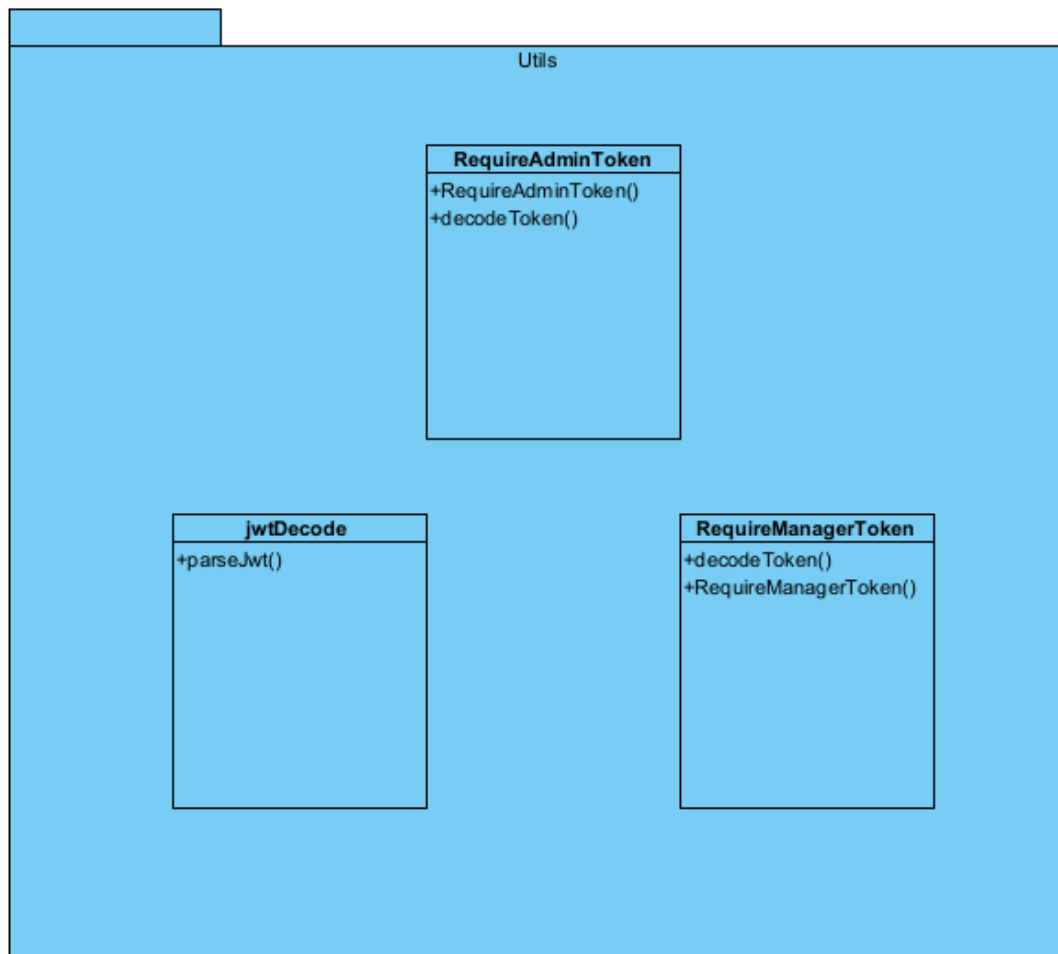 Utils
RequireAdminToken
+RequireAdminToken()
+decodeToken()
jwtDecode
+parseJwt()
RequireManagerToken
+decodeToken()
+RequireManagerToken()